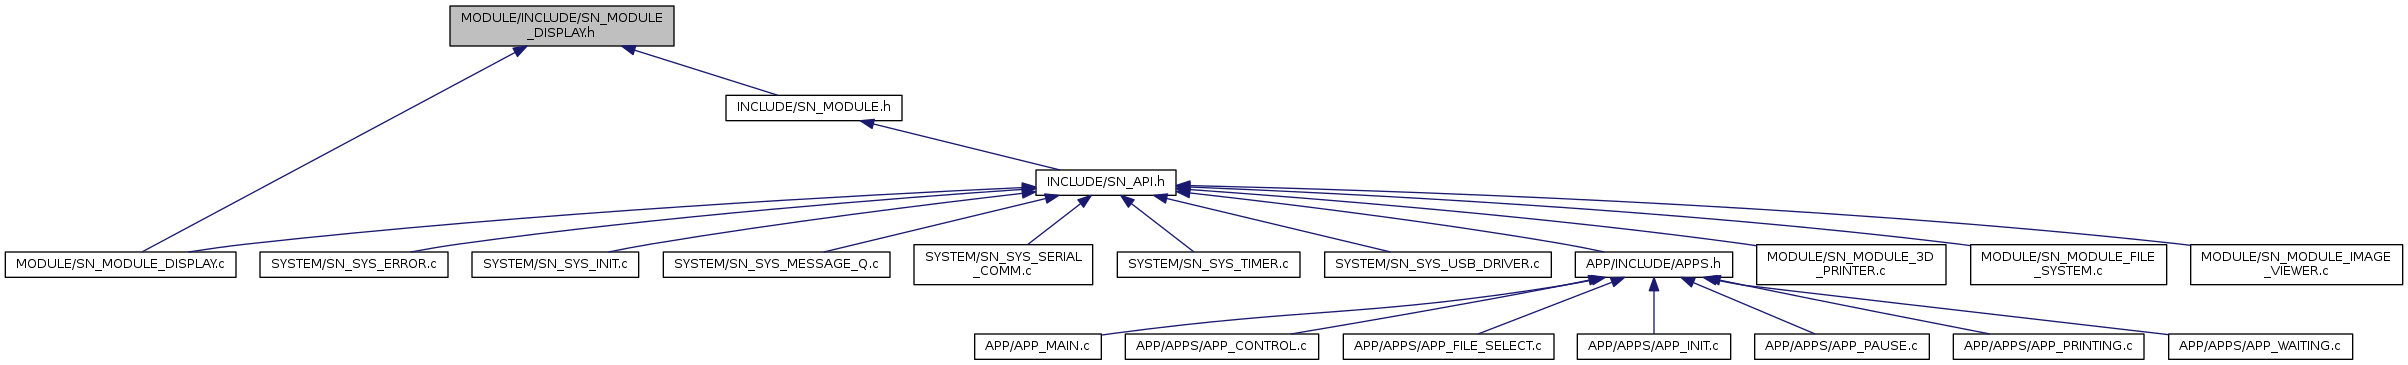 MODULE/INCLUDE/SN_MODULE
_DISPLAY.h
INCLUDE/SN_MODULE.h
INCLUDE/SN_API.h
MODULE/SN_MODULE_DISPLAY.c
SYSTEM/SN_SYS_ERROR.c
SYSTEM/SN_SYS_INIT.c
SYSTEM/SN_SYS_MESSAGE_Q.c
SYSTEM/SN_SYS_SERIAL
_COMM.c
SYSTEM/SN_SYS_TIMER.c
SYSTEM/SN_SYS_USB_DRIVER.c
APP/INCLUDE/APPS.h
MODULE/SN_MODULE_3D
_PRINTER.c
MODULE/SN_MODULE_FILE
_SYSTEM.c
MODULE/SN_MODULE_IMAGE
_VIEWER.c
APP/APP_MAIN.c
APP/APPS/APP_CONTROL.c
APP/APPS/APP_FILE_SELECT.c
APP/APPS/APP_INIT.c
APP/APPS/APP_PAUSE.c
APP/APPS/APP_PRINTING.c
APP/APPS/APP_WAITING.c